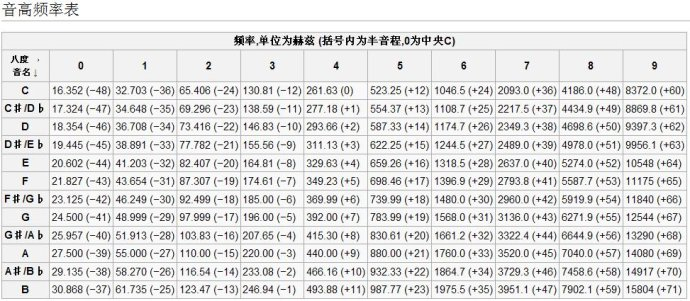 音高频率表
频率,单位为赫兹 (括号内为半音程,0为中央C)
八度 →
音名↓ 0 1 2 3 4 5 6 7 8 9
C 16.352 (−48) 32.703 (−36) 65.406 (−24) 130.81 (−12) 261.63 (0) 523.25 (+12) 1046.5 (+24) 2093.0 (+36) 4186.0 (+48) 8372.0 (+60)
C♯/D♭ 17.324 (−47) 34.648 (−35) 69.296 (−23) 138.59 (−11) 277.18 (+1) 554.37 (+13) 1108.7 (+25) 2217.5 (+37) 4434.9 (+49) 8869.8 (+61)
D 18.354 (−46) 36.708 (−34) 73.416 (−22) 146.83 (−10) 293.66 (+2) 587.33 (+14) 1174.7 (+26) 2349.3 (+38) 4698.6 (+50) 9397.3 (+62)
D♯/E♭ 19.445 (−45) 38.891 (−33) 77.782 (−21) 155.56 (−9) 311.13 (+3) 622.25 (+15) 1244.5 (+27) 2489.0 (+39) 4978.0 (+51) 9956.1 (+63)
E 20.602 (−44) 41.203 (−32) 82.407 (−20) 164.81 (−8) 329.63 (+4) 659.26 (+16) 1318.5 (+28) 2637.0 (+40) 5274.0 (+52) 10548 (+64)
F 21.827 (−43) 43.654 (−31) 87.307 (−19) 174.61 (−7) 349.23 (+5) 698.46 (+17) 1396.9 (+29) 2793.8 (+41) 5587.7 (+53) 11175 (+65)
F♯/G♭ 23.125 (−42) 46.249 (−30) 92.499 (−18) 185.00 (−6) 369.99 (+6) 739.99 (+18) 1480.0 (+30) 2960.0 (+42) 5919.9 (+54) 11840 (+66)
G 24.500 (−41) 48.999 (−29) 97.999 (−17) 196.00 (−5) 392.00 (+7) 783.99 (+19) 1568.0 (+31) 3136.0 (+43) 6271.9 (+55) 12544 (+67)
G♯/A♭ 25.957 (−40) 51.913 (−28) 103.83 (−16) 207.65 (−4) 415.30 (+8) 830.61 (+20) 1661.2 (+32) 3322.4 (+44) 6644.9 (+56) 13290 (+68)
A 27.500 (−39) 55.000 (−27) 110.00 (−15) 220.00 (−3) 440.00 (+9) 880.00 (+21) 1760.0 (+33) 3520.0 (+45) 7040.0 (+57) 14080 (+69)
A♯/B♭ 29.135 (−38) 58.270 (−26) 116.54 (−14) 233.08 (−2) 466.16 (+10) 932.33 (+22) 1864.7 (+34) 3729.3 (+46) 7458.6 (+58) 14917 (+70)
B 30.868 (−37) 61.735 (−25) 123.47 (−13) 246.94 (−1) 493.88 (+11) 987.77 (+23) 1975.5 (+35) 3951.1 (+47) 7902.1 (+59) 15804 (+71)